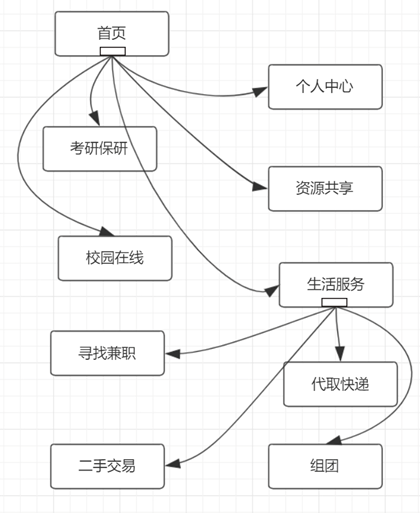 首页
个人中心
考研保研
资源共享
校园在线
生活服务
寻找兼职
代取快递
二手交易
组团